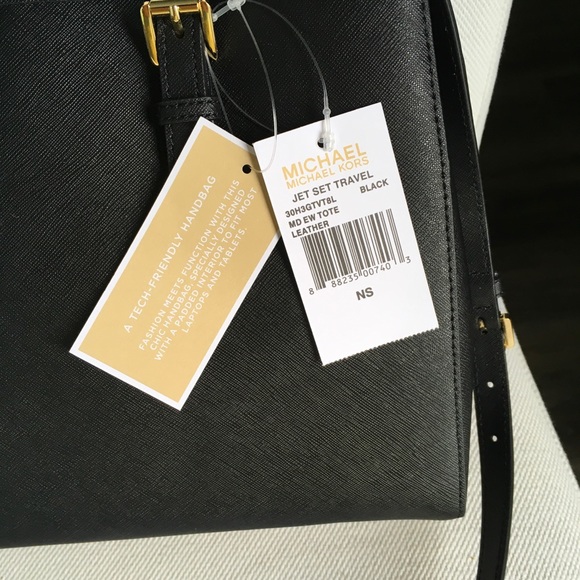 A TECH-FRIENDLY HANDBAG
FASHION MEETS FUNCTION WITH THIS
CHIC HANDBAG, SPECIALLY DESIGNED
WITH A PADDED INTERIOR TO FIT MOST
LAPTOPS AND TABLETS.
MICHAEL
MICHAEL KORS
JET SET TRAVEL
30H3GTVT8L BLACK
MD EW TOTE
LEATHER
8 88235 00740 3
NS